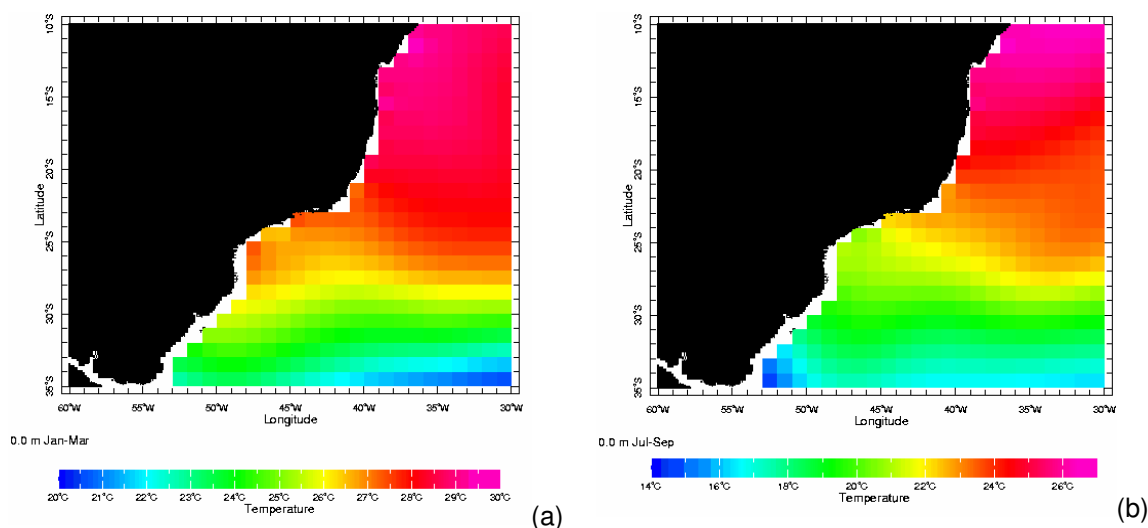 10°S
15°S
20°S
25°S
30°S
35°S
Latitude
60°W 55°W 50°W 45°W 40°W 35°W 30°W
Longitude
0.0 m Jan-Mar
20°C 21°C 22°C 23°C 24°C 25°C 26°C 27°C 28°C 29°C 30°C
Temperature
(a)
10°S
15°S
20°S
25°S
30°S
35°S
Latitude
60°W 55°W 50°W 45°W 40°W 35°W 30°W
Longitude
0.0 m Jul-Sep
14°C 16°C 18°C 20°C 22°C 24°C 26°C
Temperature
(b)